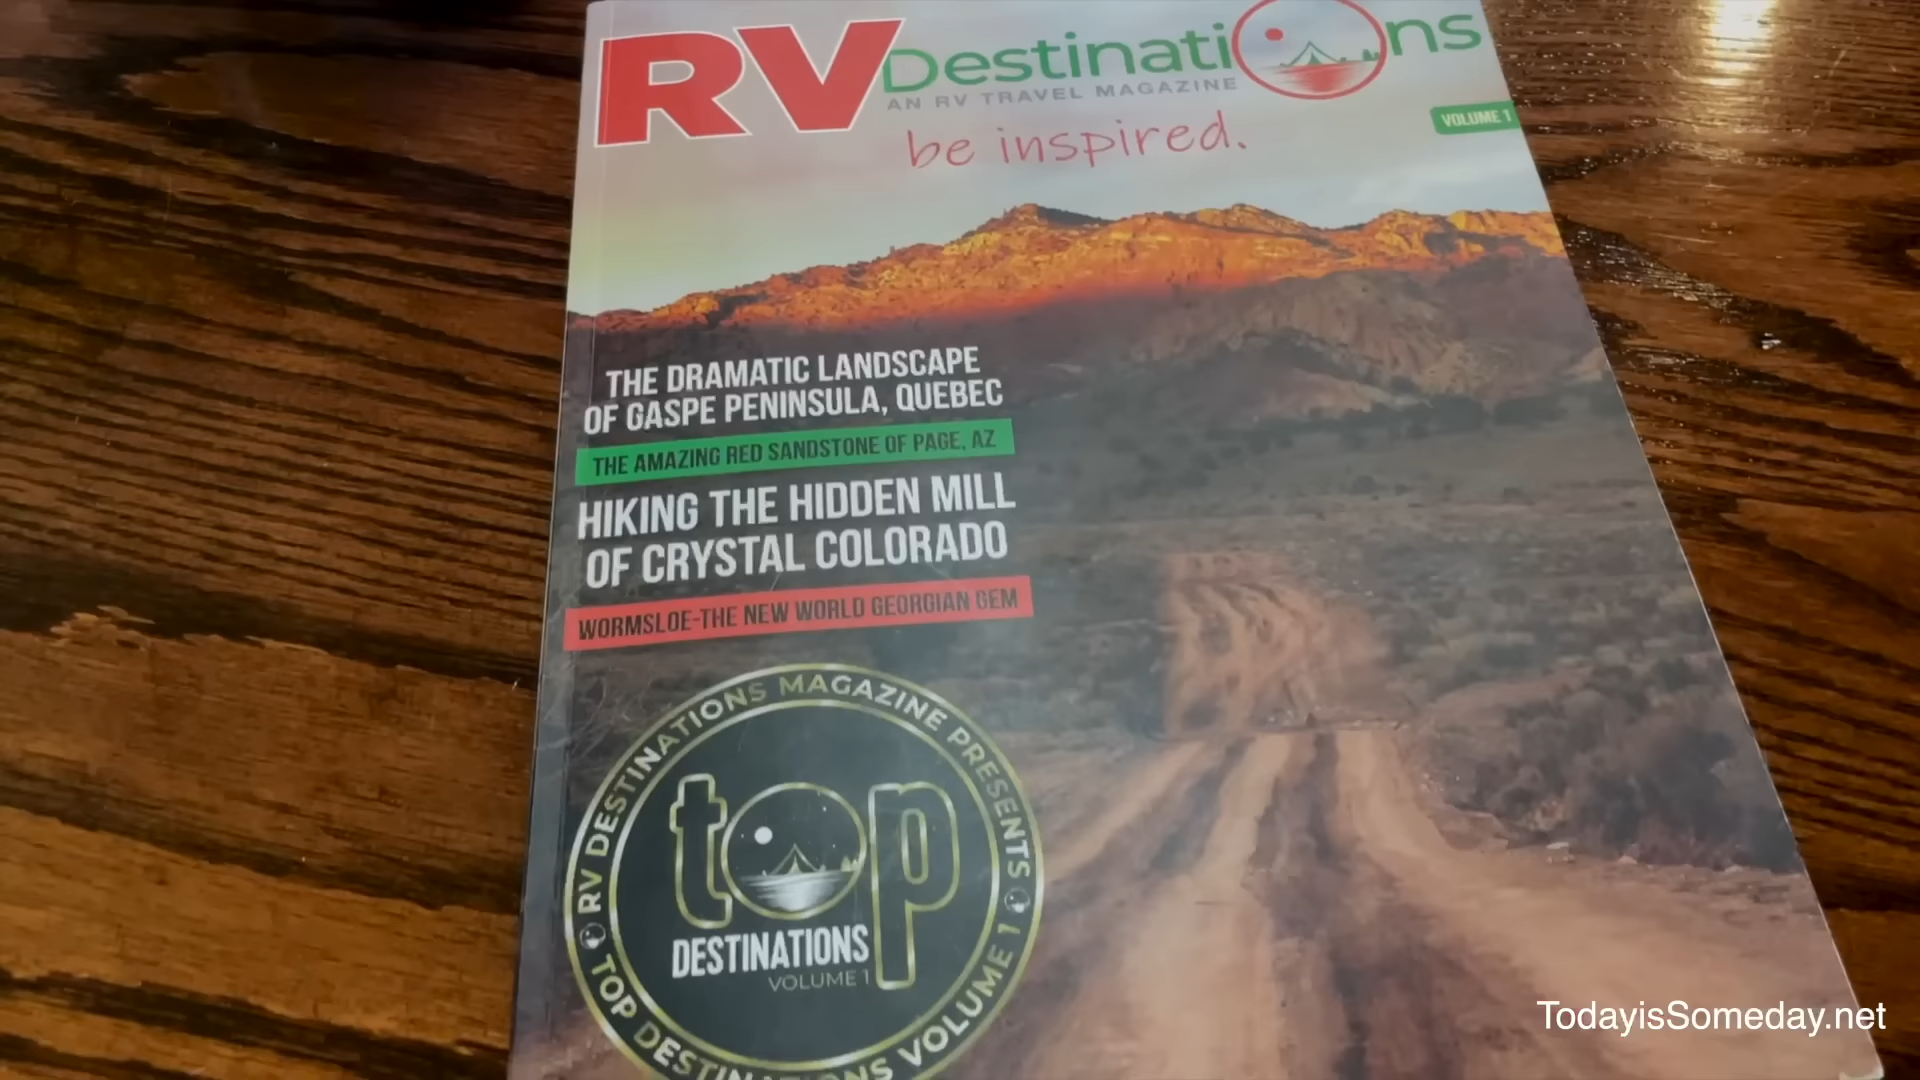 RV Destinations
AN RV TRAVEL MAGAZINE
be inspired.
VOLUME 1
THE DRAMATIC LANDSCAPE
OF GASPE PENINSULA, QUEBEC
THE AMAZING RED SANDSTONE OF PAGE, AZ
HIKING THE HIDDEN MILL
OF CRYSTAL COLORADO
WORMSLOE-THE NEW WORLD GEORGIAN GEM
RV DESTINATIONS MAGAZINE PRESENTS
top
DESTINATIONS
VOLUME 1
TOP DESTINATIONS VOLUME 1
TodayisSomeday.net